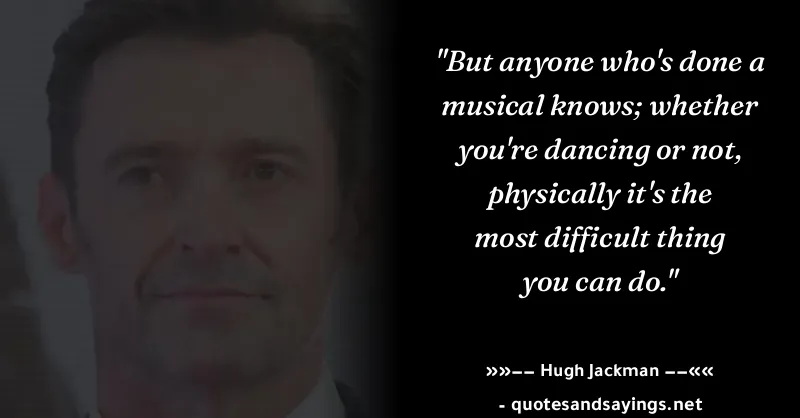 "But anyone who's done a
musical knows; whether
you're dancing or not,
physically it's the
most difficult thing
you can do."
»»−− Hugh Jackman −−««
- quotesandsayings.net